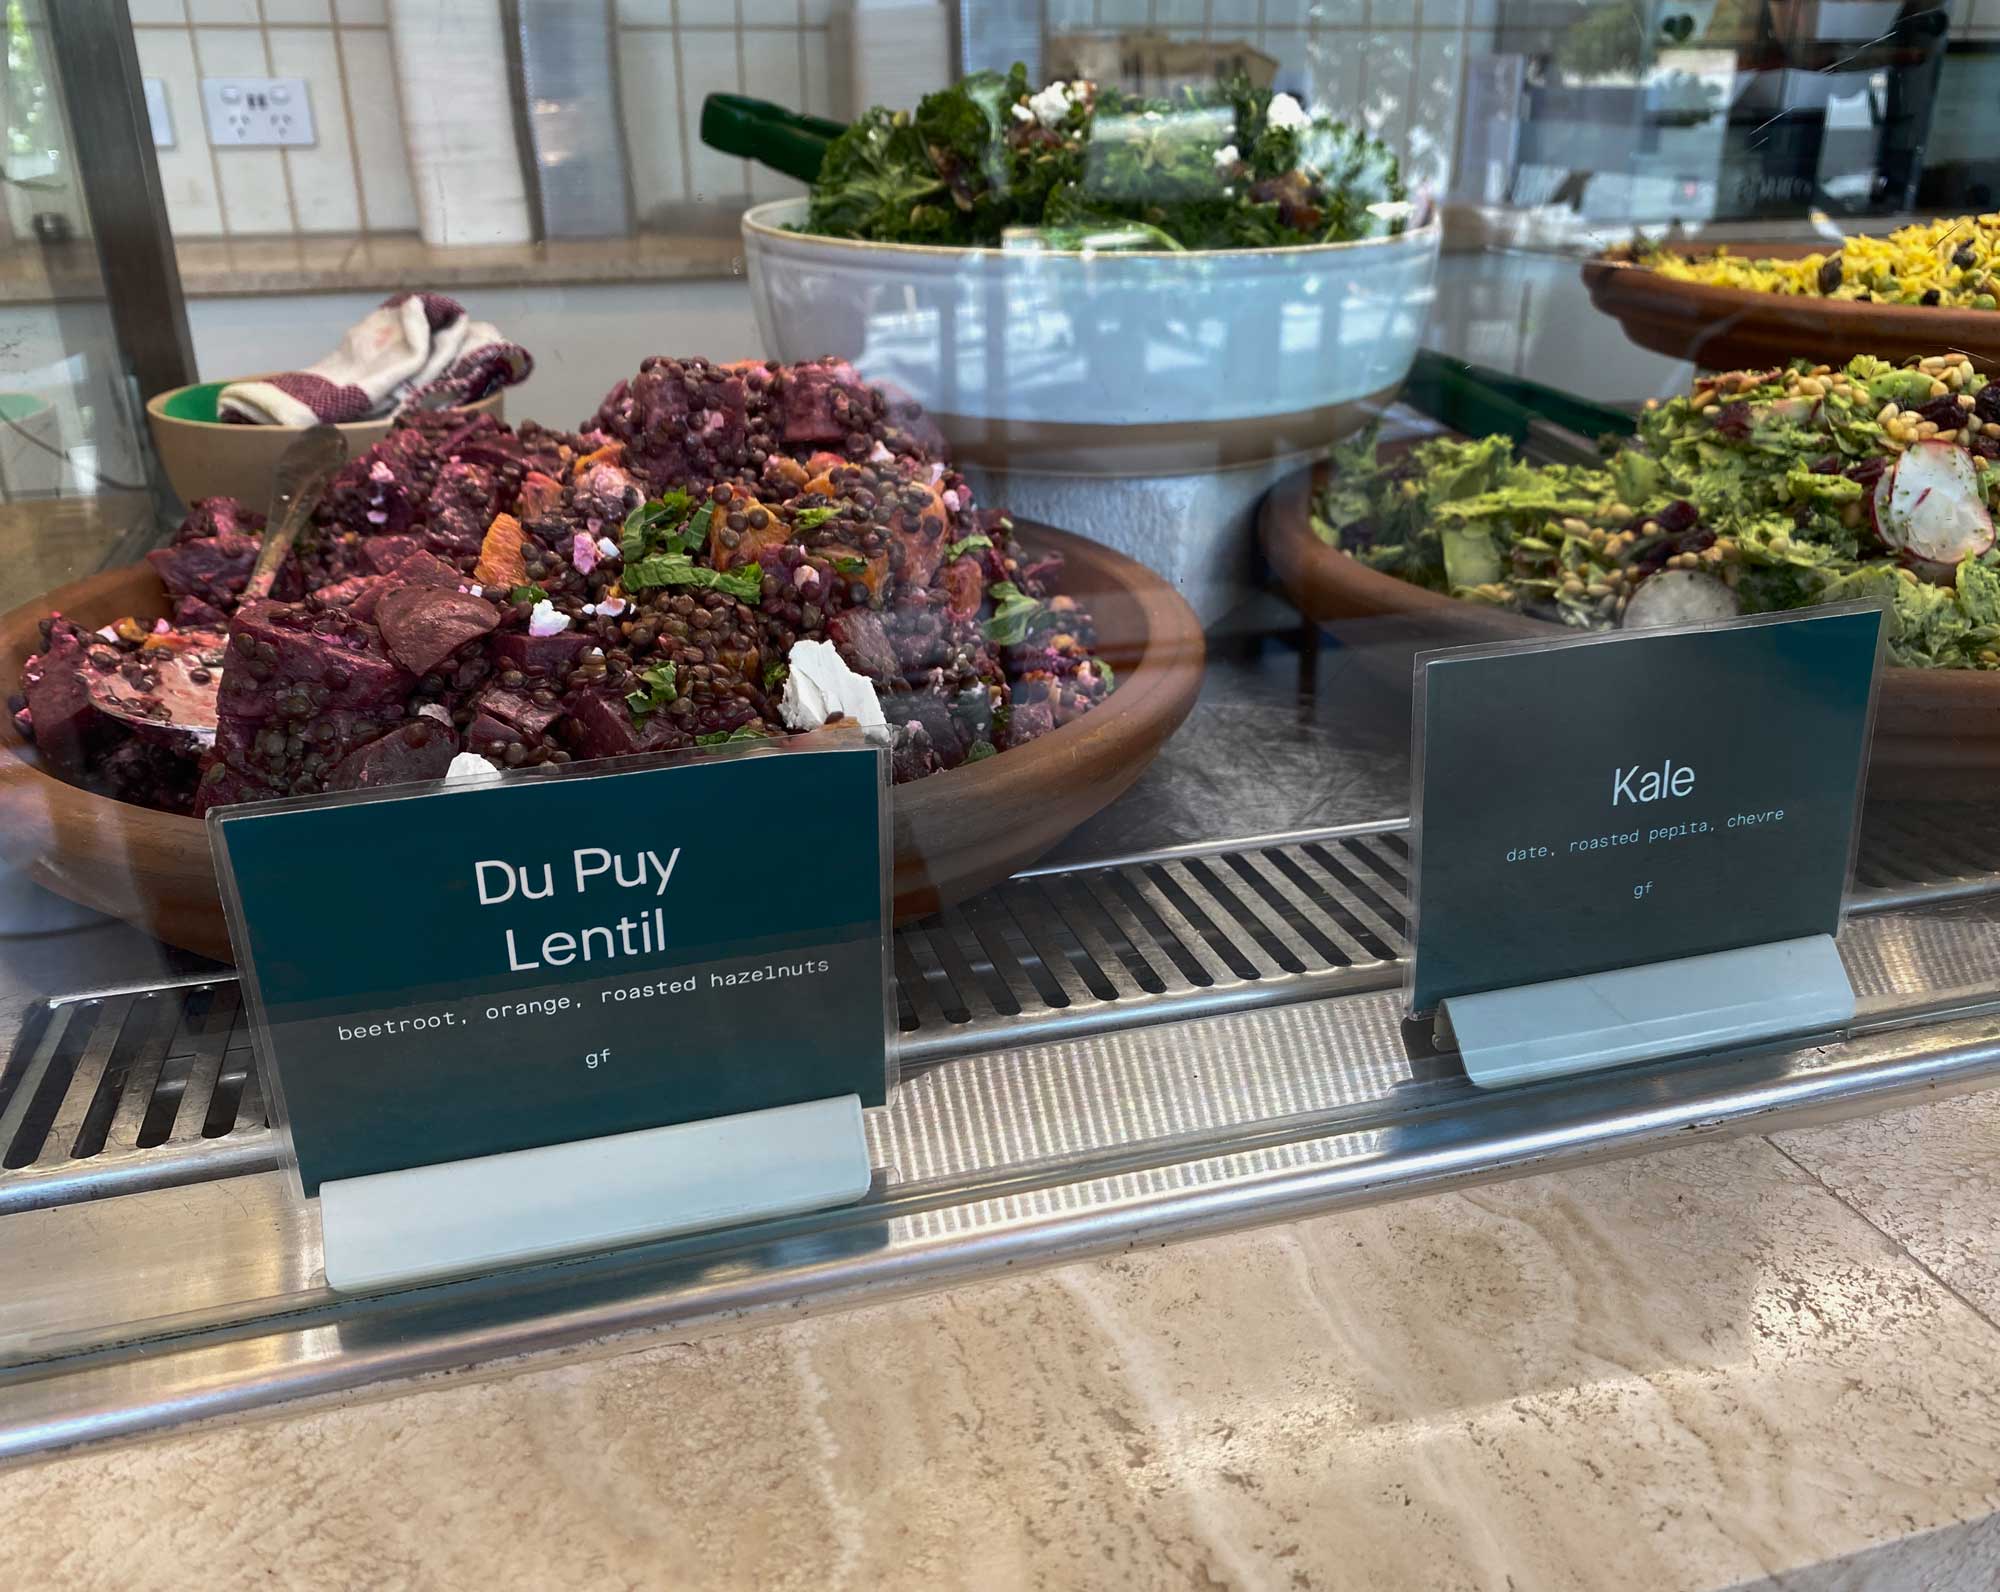 Du Puy
Lentil
beetroot, orange, roasted hazelnuts
gf
Kale
date, roasted pepita, chevre
gf